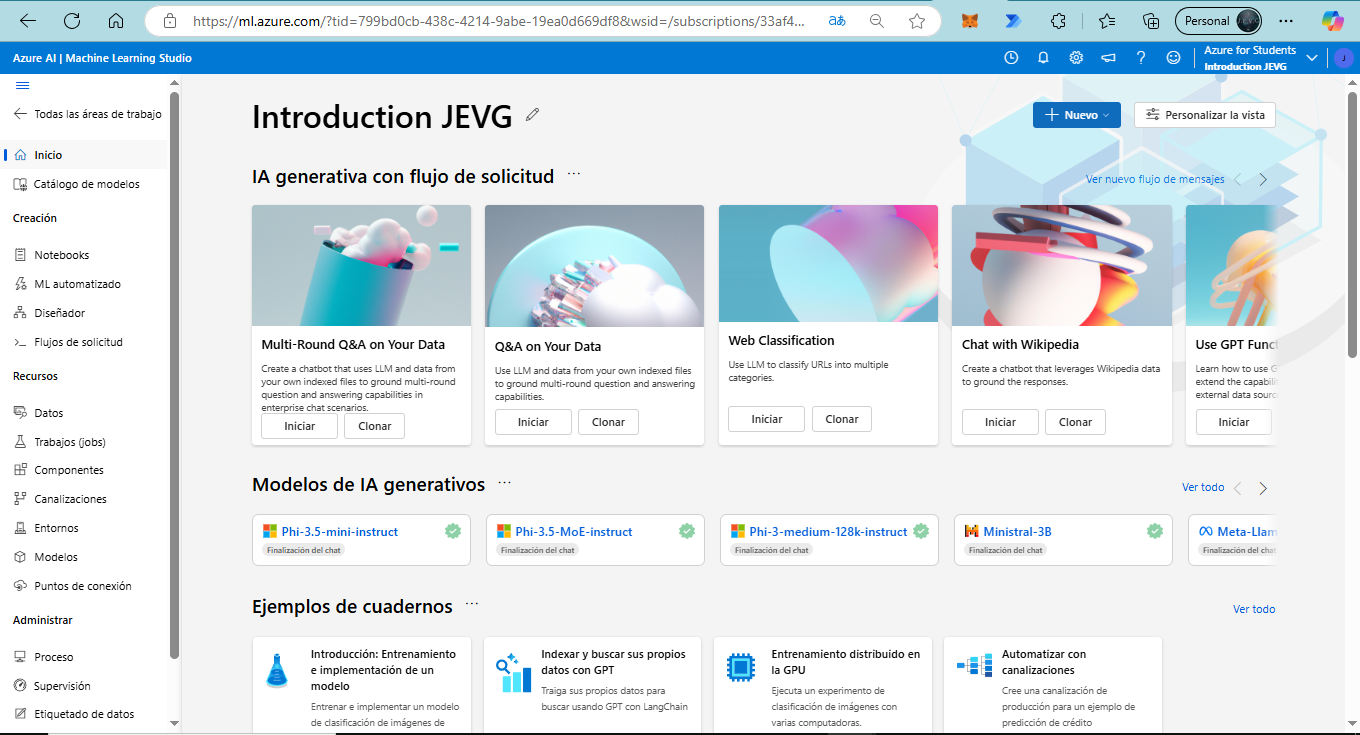 https://ml.azure.com/?tid=799bd0cb-438c-4214-9abe-19ea0d669df8&wsid=/subscriptions/33af4...
aあ
Personal
Azure AI | Machine Learning Studio
Azure for Students
Introduction JEVG
J
Todas las áreas de trabajo
Inicio
Catálogo de modelos
Creación
Notebooks
ML automatizado
Diseñador
Flujos de solicitud
Recursos
Datos
Trabajos (jobs)
Componentes
Canalizaciones
Entornos
Modelos
Puntos de conexión
Administrar
Proceso
Supervisión
Etiquetado de datos
Introduction JEVG
Nuevo
Personalizar la vista
IA generativa con flujo de solicitud ...
Ver nuevo flujo de mensajes
Multi-Round Q&A on Your Data
Create a chatbot that uses LLM and data from
your own indexed files to ground multi-round
question and answering capabilities in
enterprise chat scenarios.
Iniciar
Clonar
Q&A on Your Data
Use LLM and data from your own indexed files
to ground multi-round question and answering
capabilities.
Iniciar
Clonar
Web Classification
Use LLM to classify URLs into multiple
categories.
Iniciar
Clonar
Chat with Wikipedia
Create a chatbot that leverages Wikipedia data
to ground the responses.
Iniciar
Clonar
Use GPT Func
Learn how to use G
extend the capabili
external data sourc
Iniciar
Modelos de IA generativos ...
Ver todo
Phi-3.5-mini-instruct
Finalización del chat
Phi-3.5-MoE-instruct
Finalización del chat
Phi-3-medium-128k-instruct
Finalización del chat
Ministral-3B
Finalización del chat
Meta-Llam
Finalización del chat
Ejemplos de cuadernos ...
Ver todo
Introducción: Entrenamiento
e implementación de un
modelo
Entrenar e implementar un modelo
de clasificación de imágenes de
Indexar y buscar sus propios
datos con GPT
Traiga sus propios datos para
buscar usando GPT con LangChain
Entrenamiento distribuido en
la GPU
Ejecuta un experimento de
clasificación de imágenes con
varias computadoras.
Automatizar con
canalizaciones
Cree una canalización de
producción para un ejemplo de
predicción de crédito